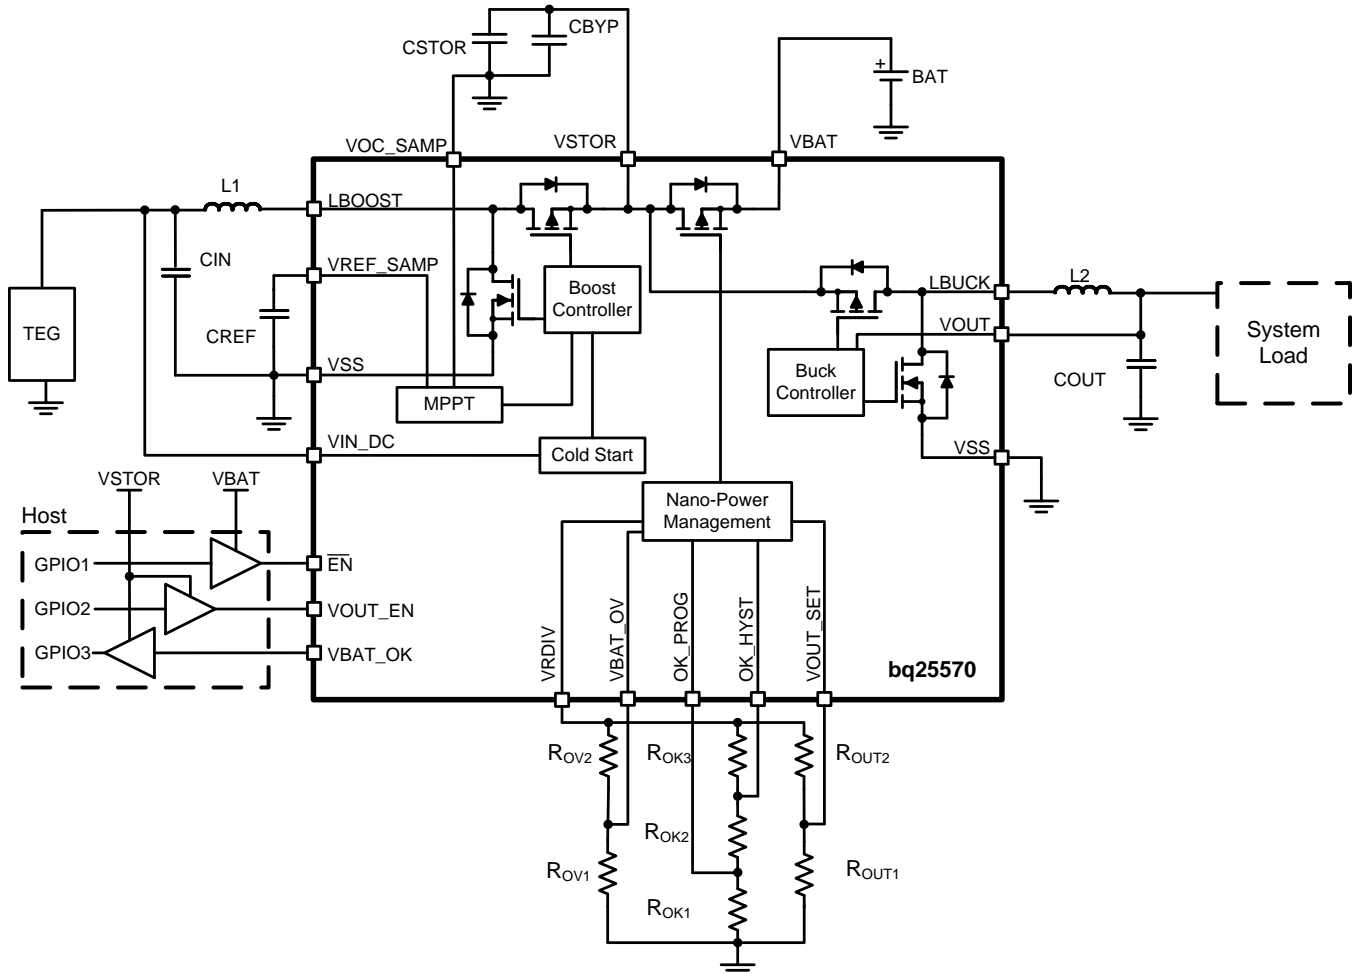 CBYP
CSTOR
+
BAT
VOC_SAMP
VSTOR
VBAT
L1
LBOOST
CIN
VREF_SAMP
Boost
Controller
L2
LBUCK
TEG
CREF
VOUT
System
Load
VSS
Buck
Controller
COUT
MPPT
VIN_DC
Cold Start
VSS
VSTOR
VBAT
Nano-Power
Management
Host
GPIO1
EN
GPIO2
VOUT_EN
GPIO3
VBAT_OK
VRDIV
VBAT_OV
OK_PROG
OK_HYST
VOUT_SET
bq25570
ROV2
ROK3
ROUT2
ROK2
ROV1
ROUT1
ROK1